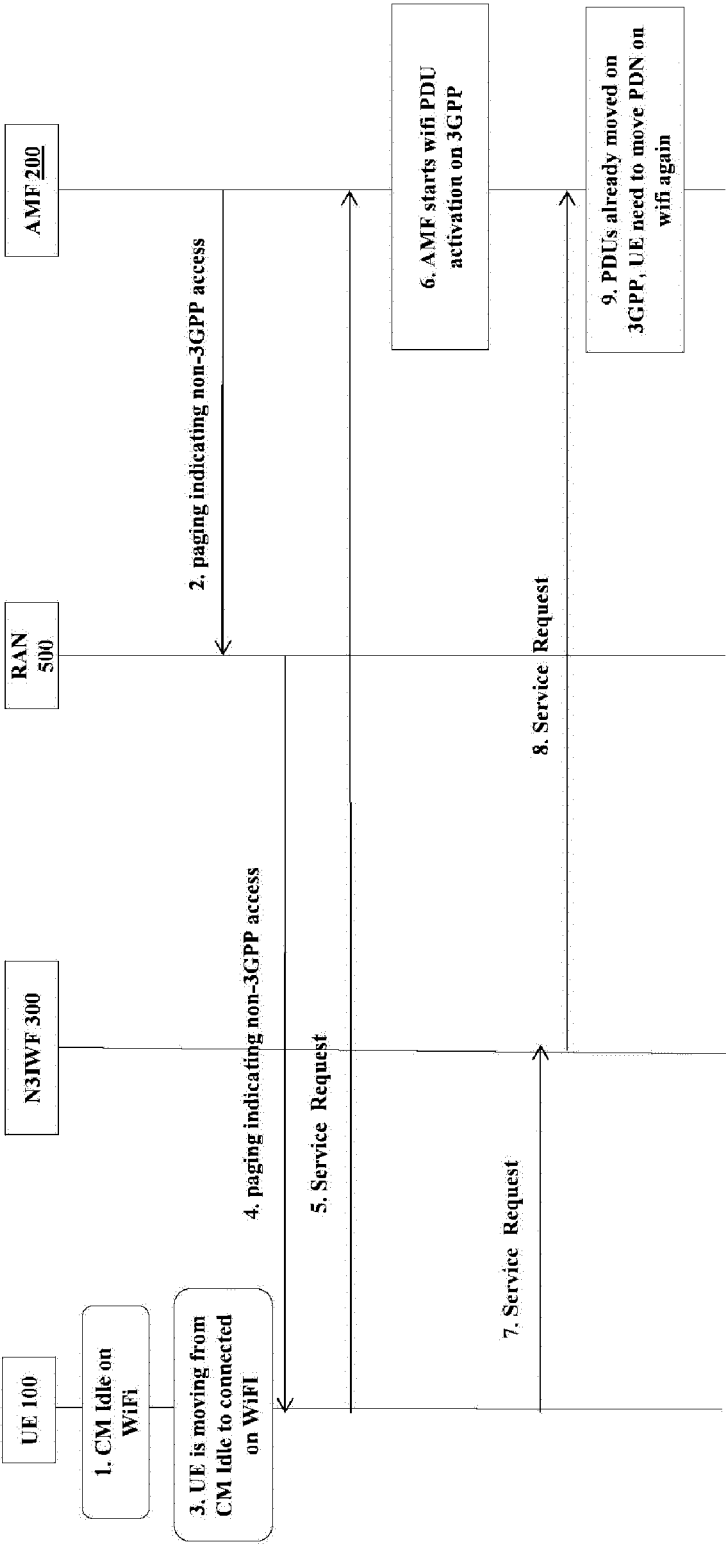 UE 100
N3IWF 300
RAN
500
AMF 200
1. CM Idle on
WiFi
2. paging indicating non-3GPP access
3. UE is moving from
CM Idle to connected
on WiFI
4. paging indicating non-3GPP access
5. Service Request
6. AMF starts wifi PDU
activation on 3GPP
7. Service Request
8. Service Request
9. PDUs already moved on
3GPP, UE need to move PDN on
wifi again